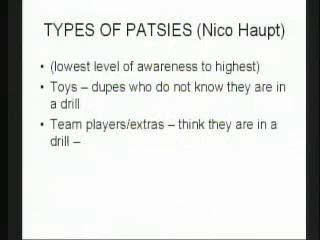 TYPES OF PATSIES (Nico Haupt)
• (lowest level of awareness to highest)
• Toys – dupes who do not know they are in
a drill
• Team players/extras – think they are in a
drill –